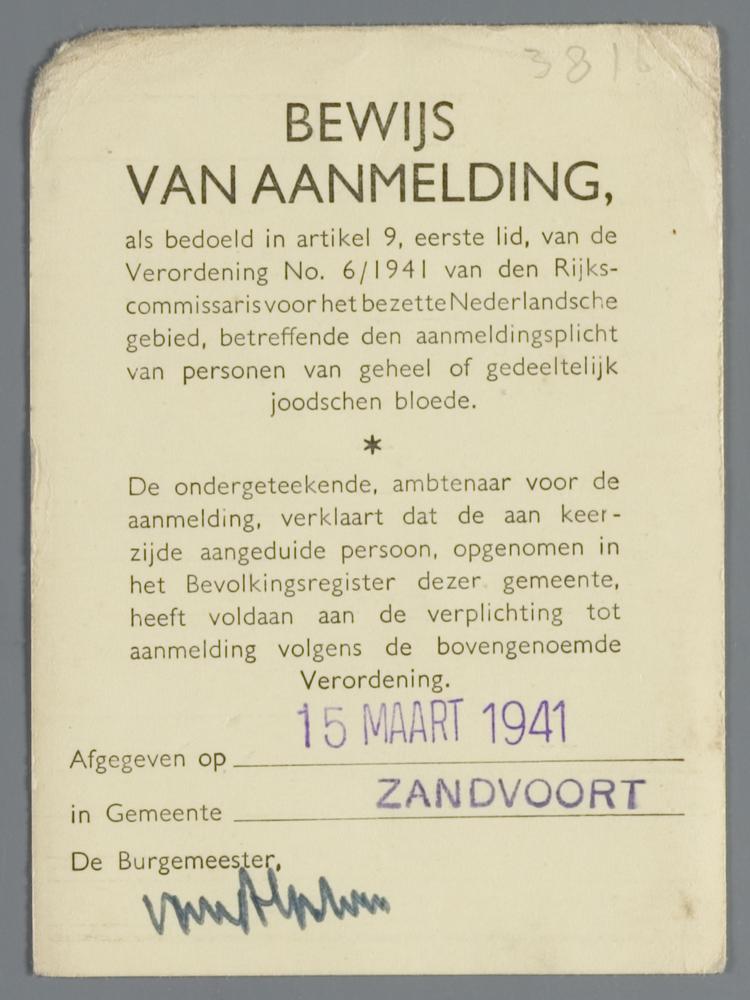 381
BEWIJS
VAN AANMELDING,
als bedoeld in artikel 9, eerste lid, van de
Verordening No. 6/1941 van den Rijks-
commissaris voor het bezette Nederlandsche
gebied, betreffende den aanmeldingsplicht
van personen van geheel of gedeeltelijk
joodschen bloede.
*
De ondergeteekende, ambtenaar voor de
aanmelding, verklaart dat de aan keer-
zijde aangeduide persoon, opgenomen in
het Bevolkingsregister dezer gemeente,
heeft voldaan aan de verplichting tot
aanmelding volgens de bovengenoemde
Verordening.
15 MAART 1941
Afgegeven op
ZANDVOORT
in Gemeente
De Burgemeester,